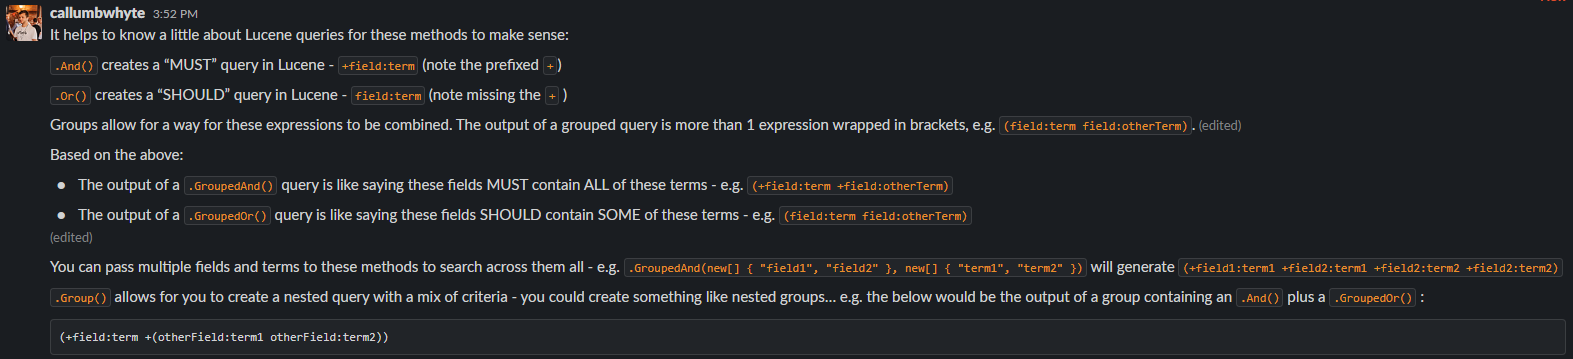 callumbwhyte 3:52 PM
It helps to know a little about Lucene queries for these methods to make sense:
.And() creates a “MUST” query in Lucene - +field:term (note the prefixed +)
.Or() creates a “SHOULD” query in Lucene - field:term (note missing the + )
Groups allow for a way for these expressions to be combined. The output of a grouped query is more than 1 expression wrapped in brackets, e.g. (field:term field:otherTerm). (edited)
Based on the above:
● The output of a .GroupedAnd() query is like saying these fields MUST contain ALL of these terms - e.g. (+field:term +field:otherTerm)
● The output of a .GroupedOr() query is like saying these fields SHOULD contain SOME of these terms - e.g. (field:term field:otherTerm)
(edited)
You can pass multiple fields and terms to these methods to search across them all - e.g. .GroupedAnd(new[] { "field1", "field2" }, new[] { "term1", "term2" }) will generate (+field1:term1 +field2:term1 +field2:term2 +field2:term2)
.Group() allows for you to create a nested query with a mix of criteria - you could create something like nested groups... e.g. the below would be the output of a group containing an .And() plus a .GroupedOr() :
(+field:term +(otherField:term1 otherField:term2))